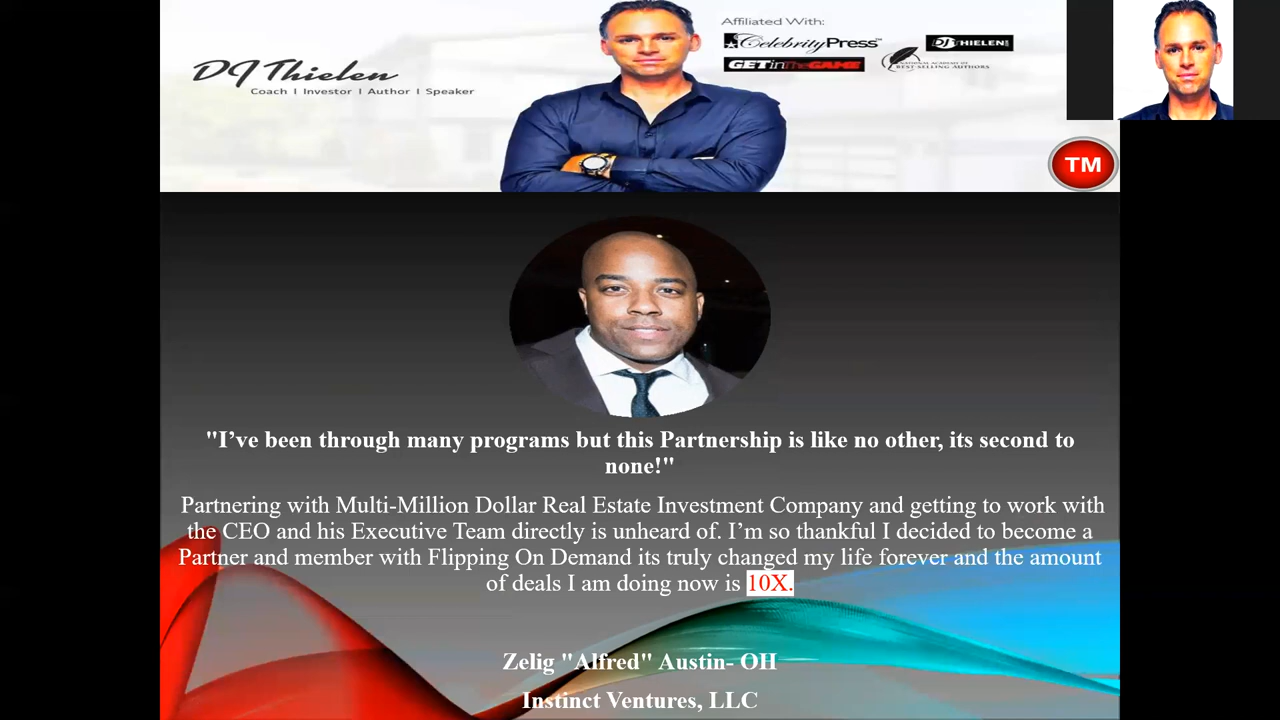 Affiliated With:
CelebrityPress™
DJ THIELEN
GET in the GAME
NATIONAL ACADEMY OF
BEST-SELLING AUTHORS
DJ Thielen
Coach | Investor | Author | Speaker
TM
"I’ve been through many programs but this Partnership is like no other, its second to
none!"
Partnering with Multi-Million Dollar Real Estate Investment Company and getting to work with
the CEO and his Executive Team directly is unheard of. I’m so thankful I decided to become a
Partner and member with Flipping On Demand its truly changed my life forever and the amount
of deals I am doing now is 10X.
Zelig "Alfred" Austin- OH
Instinct Ventures, LLC